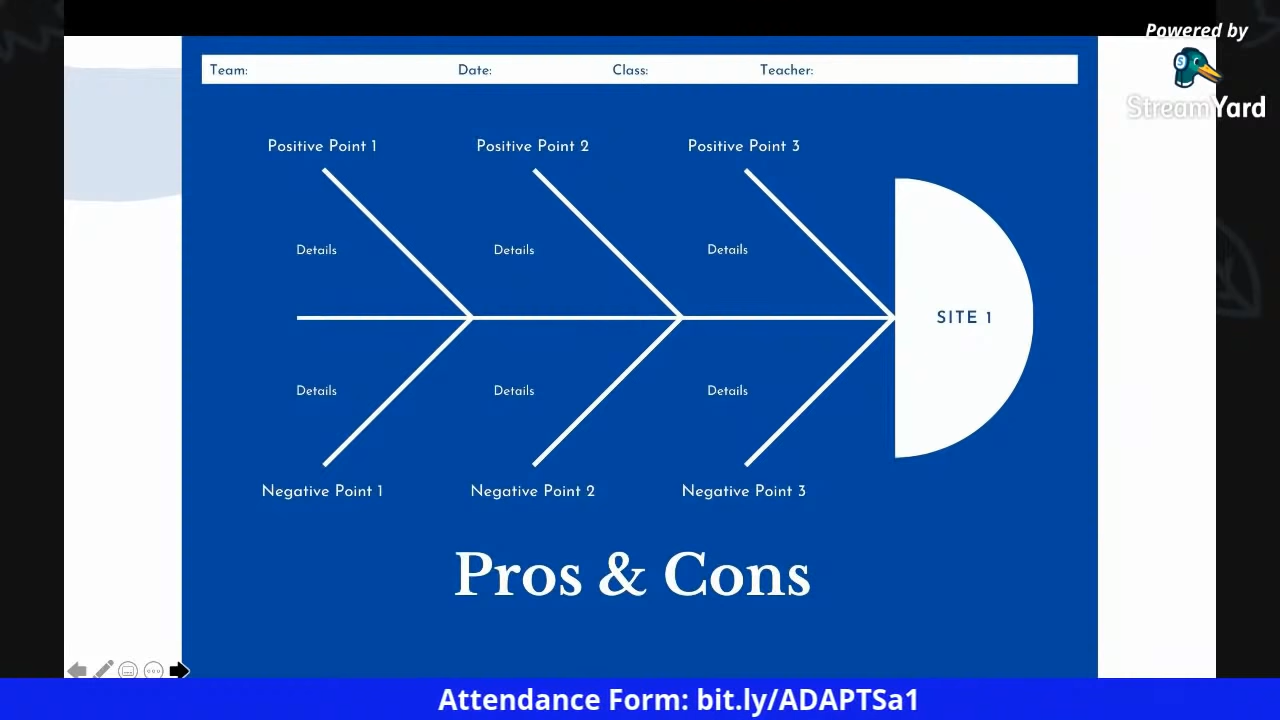 Powered by
StreamYard
Team: Date: Class: Teacher:
Positive Point 1 Positive Point 2 Positive Point 3
Details Details Details
SITE 1
Details Details Details
Negative Point 1 Negative Point 2 Negative Point 3
Pros & Cons
Attendance Form: bit.ly/ADAPTSa1